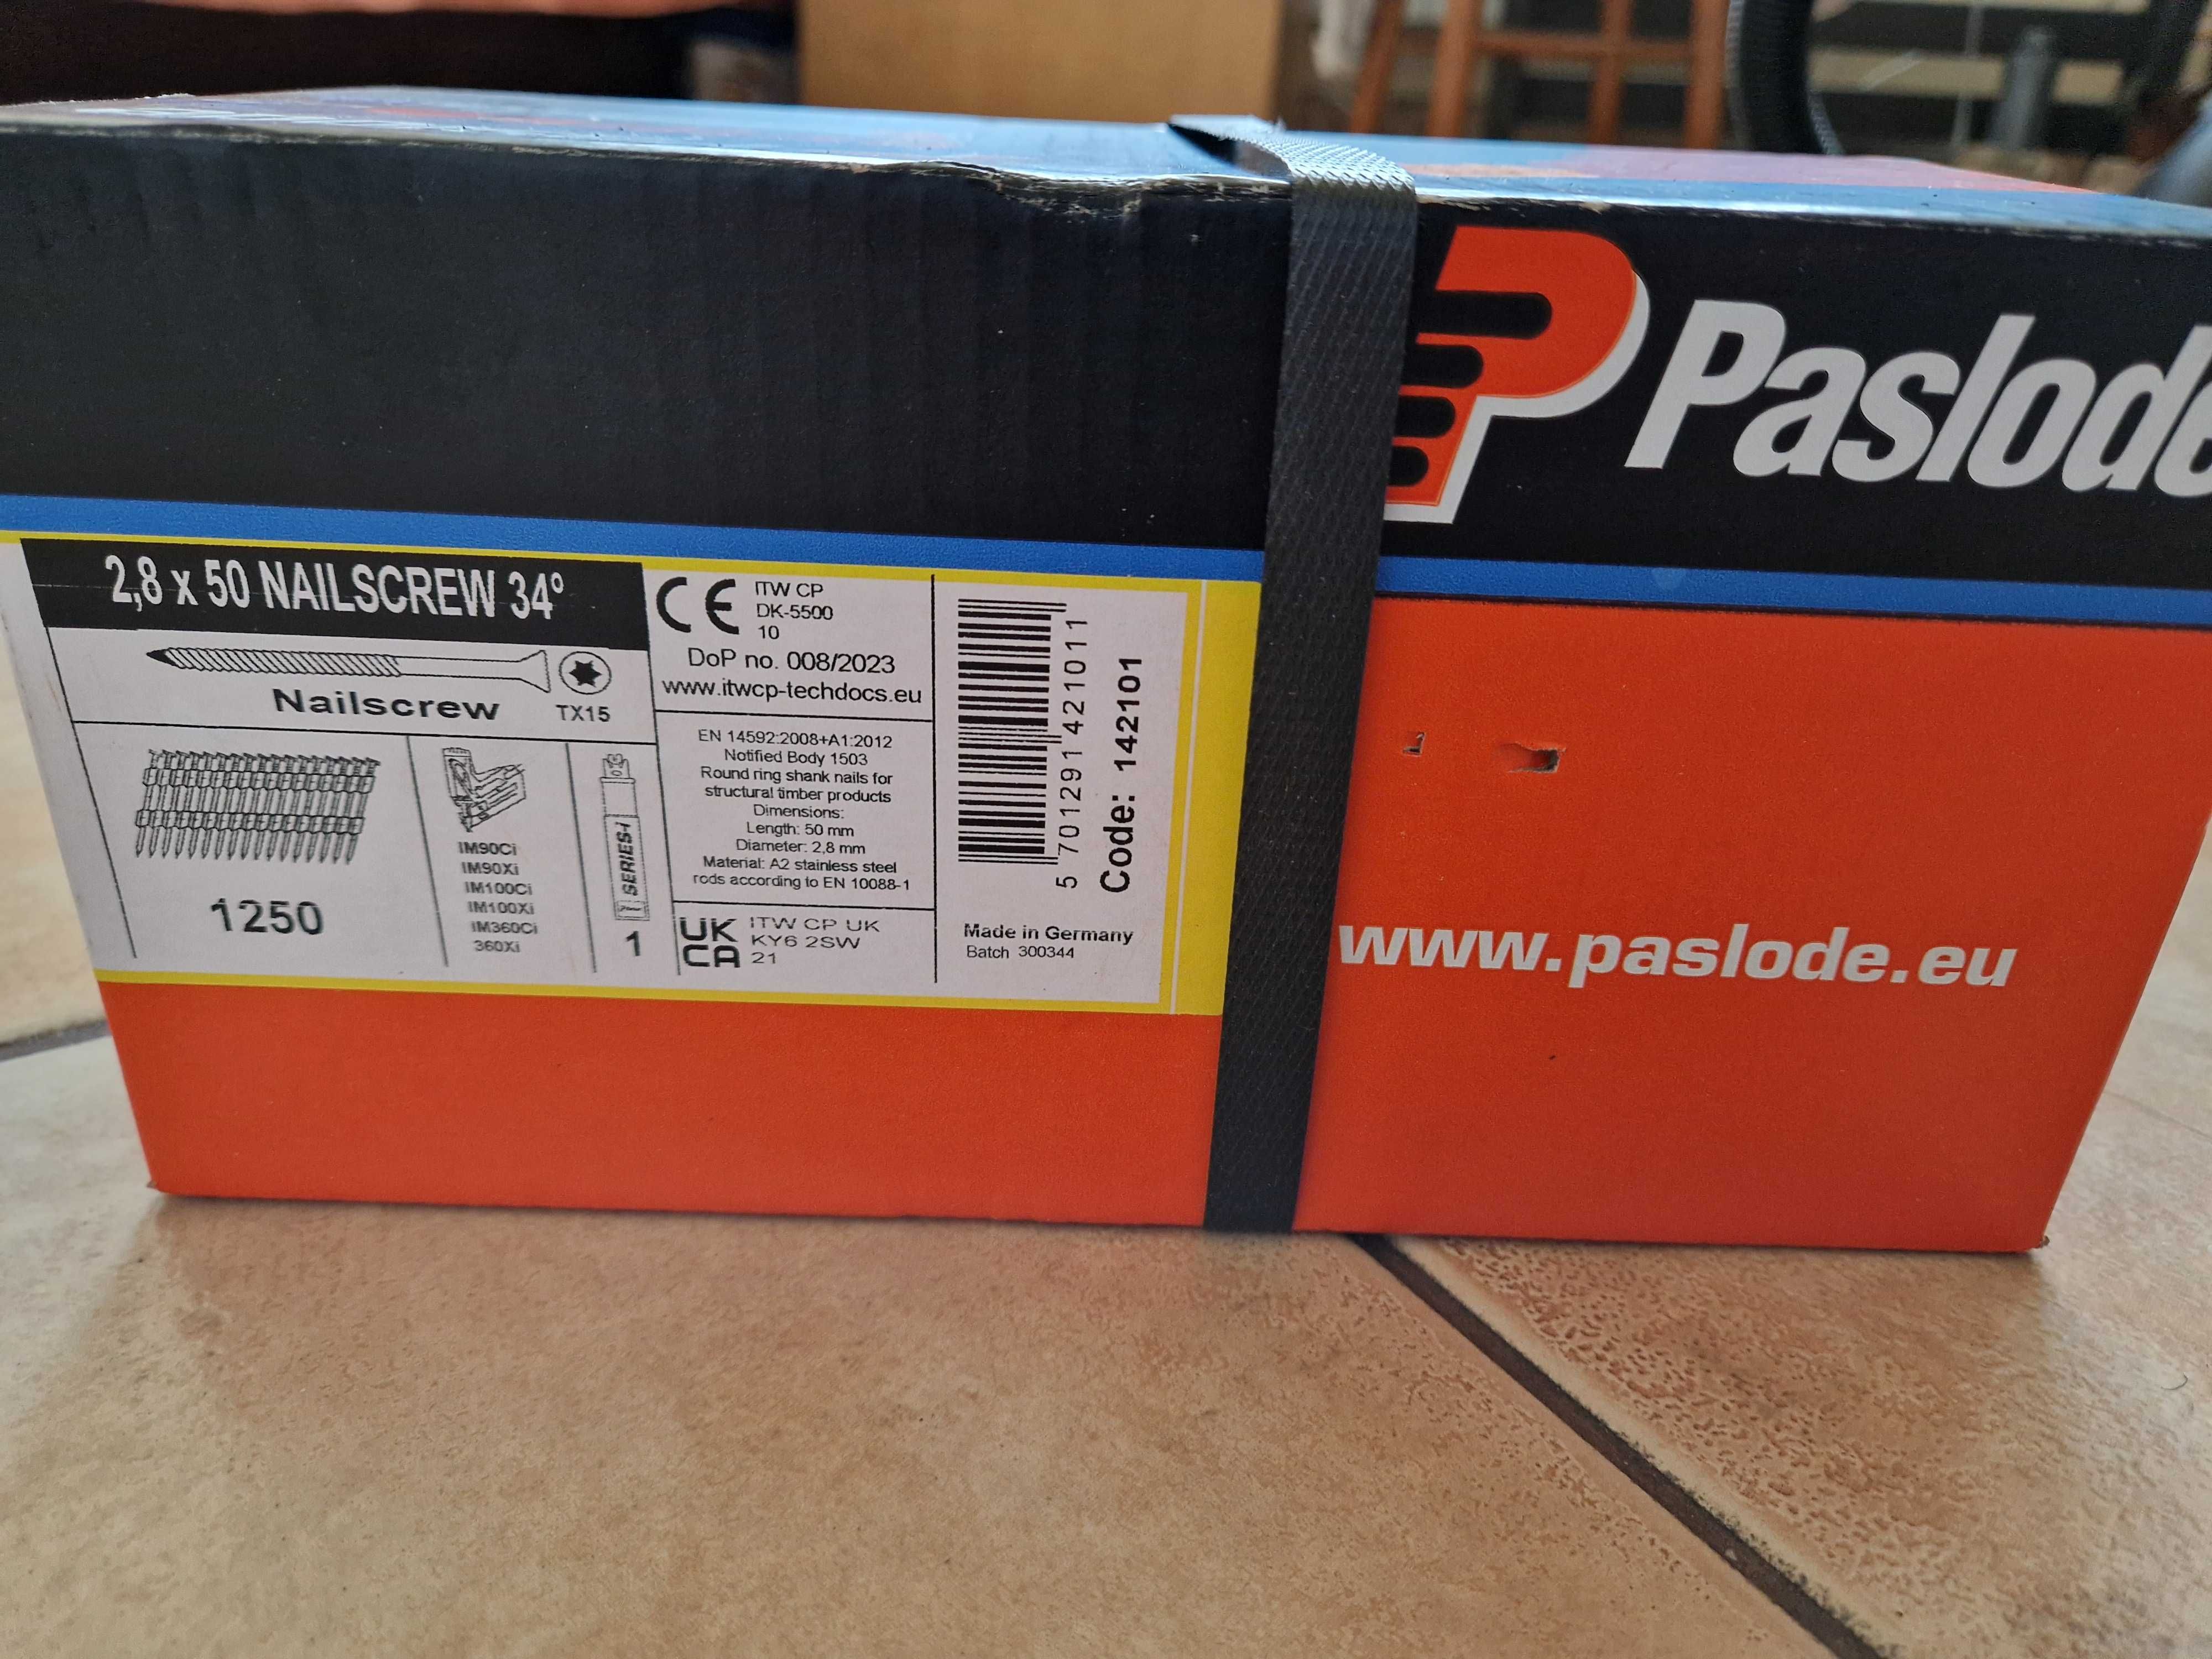 Paslode
2,8 x 50 NAILSCREW 34°
Nailscrew
TX15
1250
IM90Ci
IM90Xi
IM100Ci
IM100Xi
IM360Ci
360Xi
SERIES-i
1
CE
ITW CP
DK-5500
10
DoP no. 008/2023
www.itwcp-techdocs.eu
EN 14592:2008+A1:2012
Notified Body 1503
Round ring shank nails for
structural timber products
Dimensions:
Length: 50 mm
Diameter: 2,8 mm
Material: A2 stainless steel
rods according to EN 10088-1
UK
CA
ITW CP UK
KY6 2SW
21
5 701291 421011
Code: 142101
Made in Germany
Batch 300344
www.paslode.eu